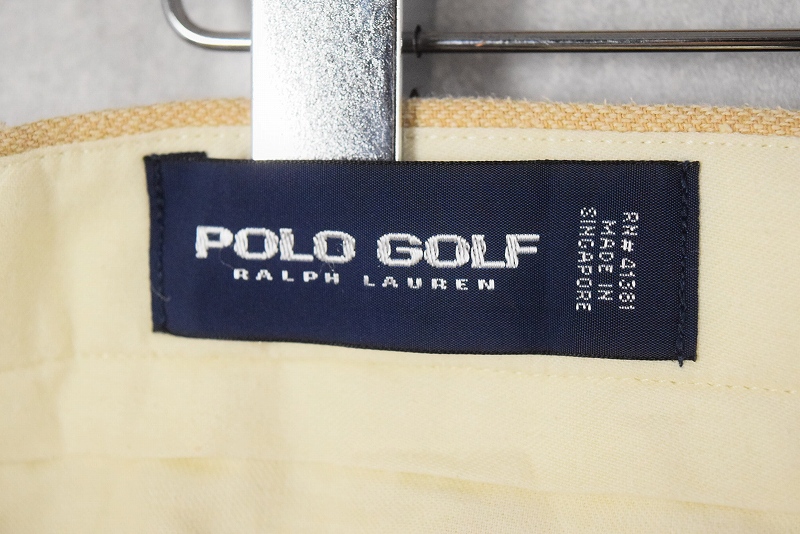 POLO GOLF
RALPH LAUREN
RN# 41381
MADE IN
SINGAPORE